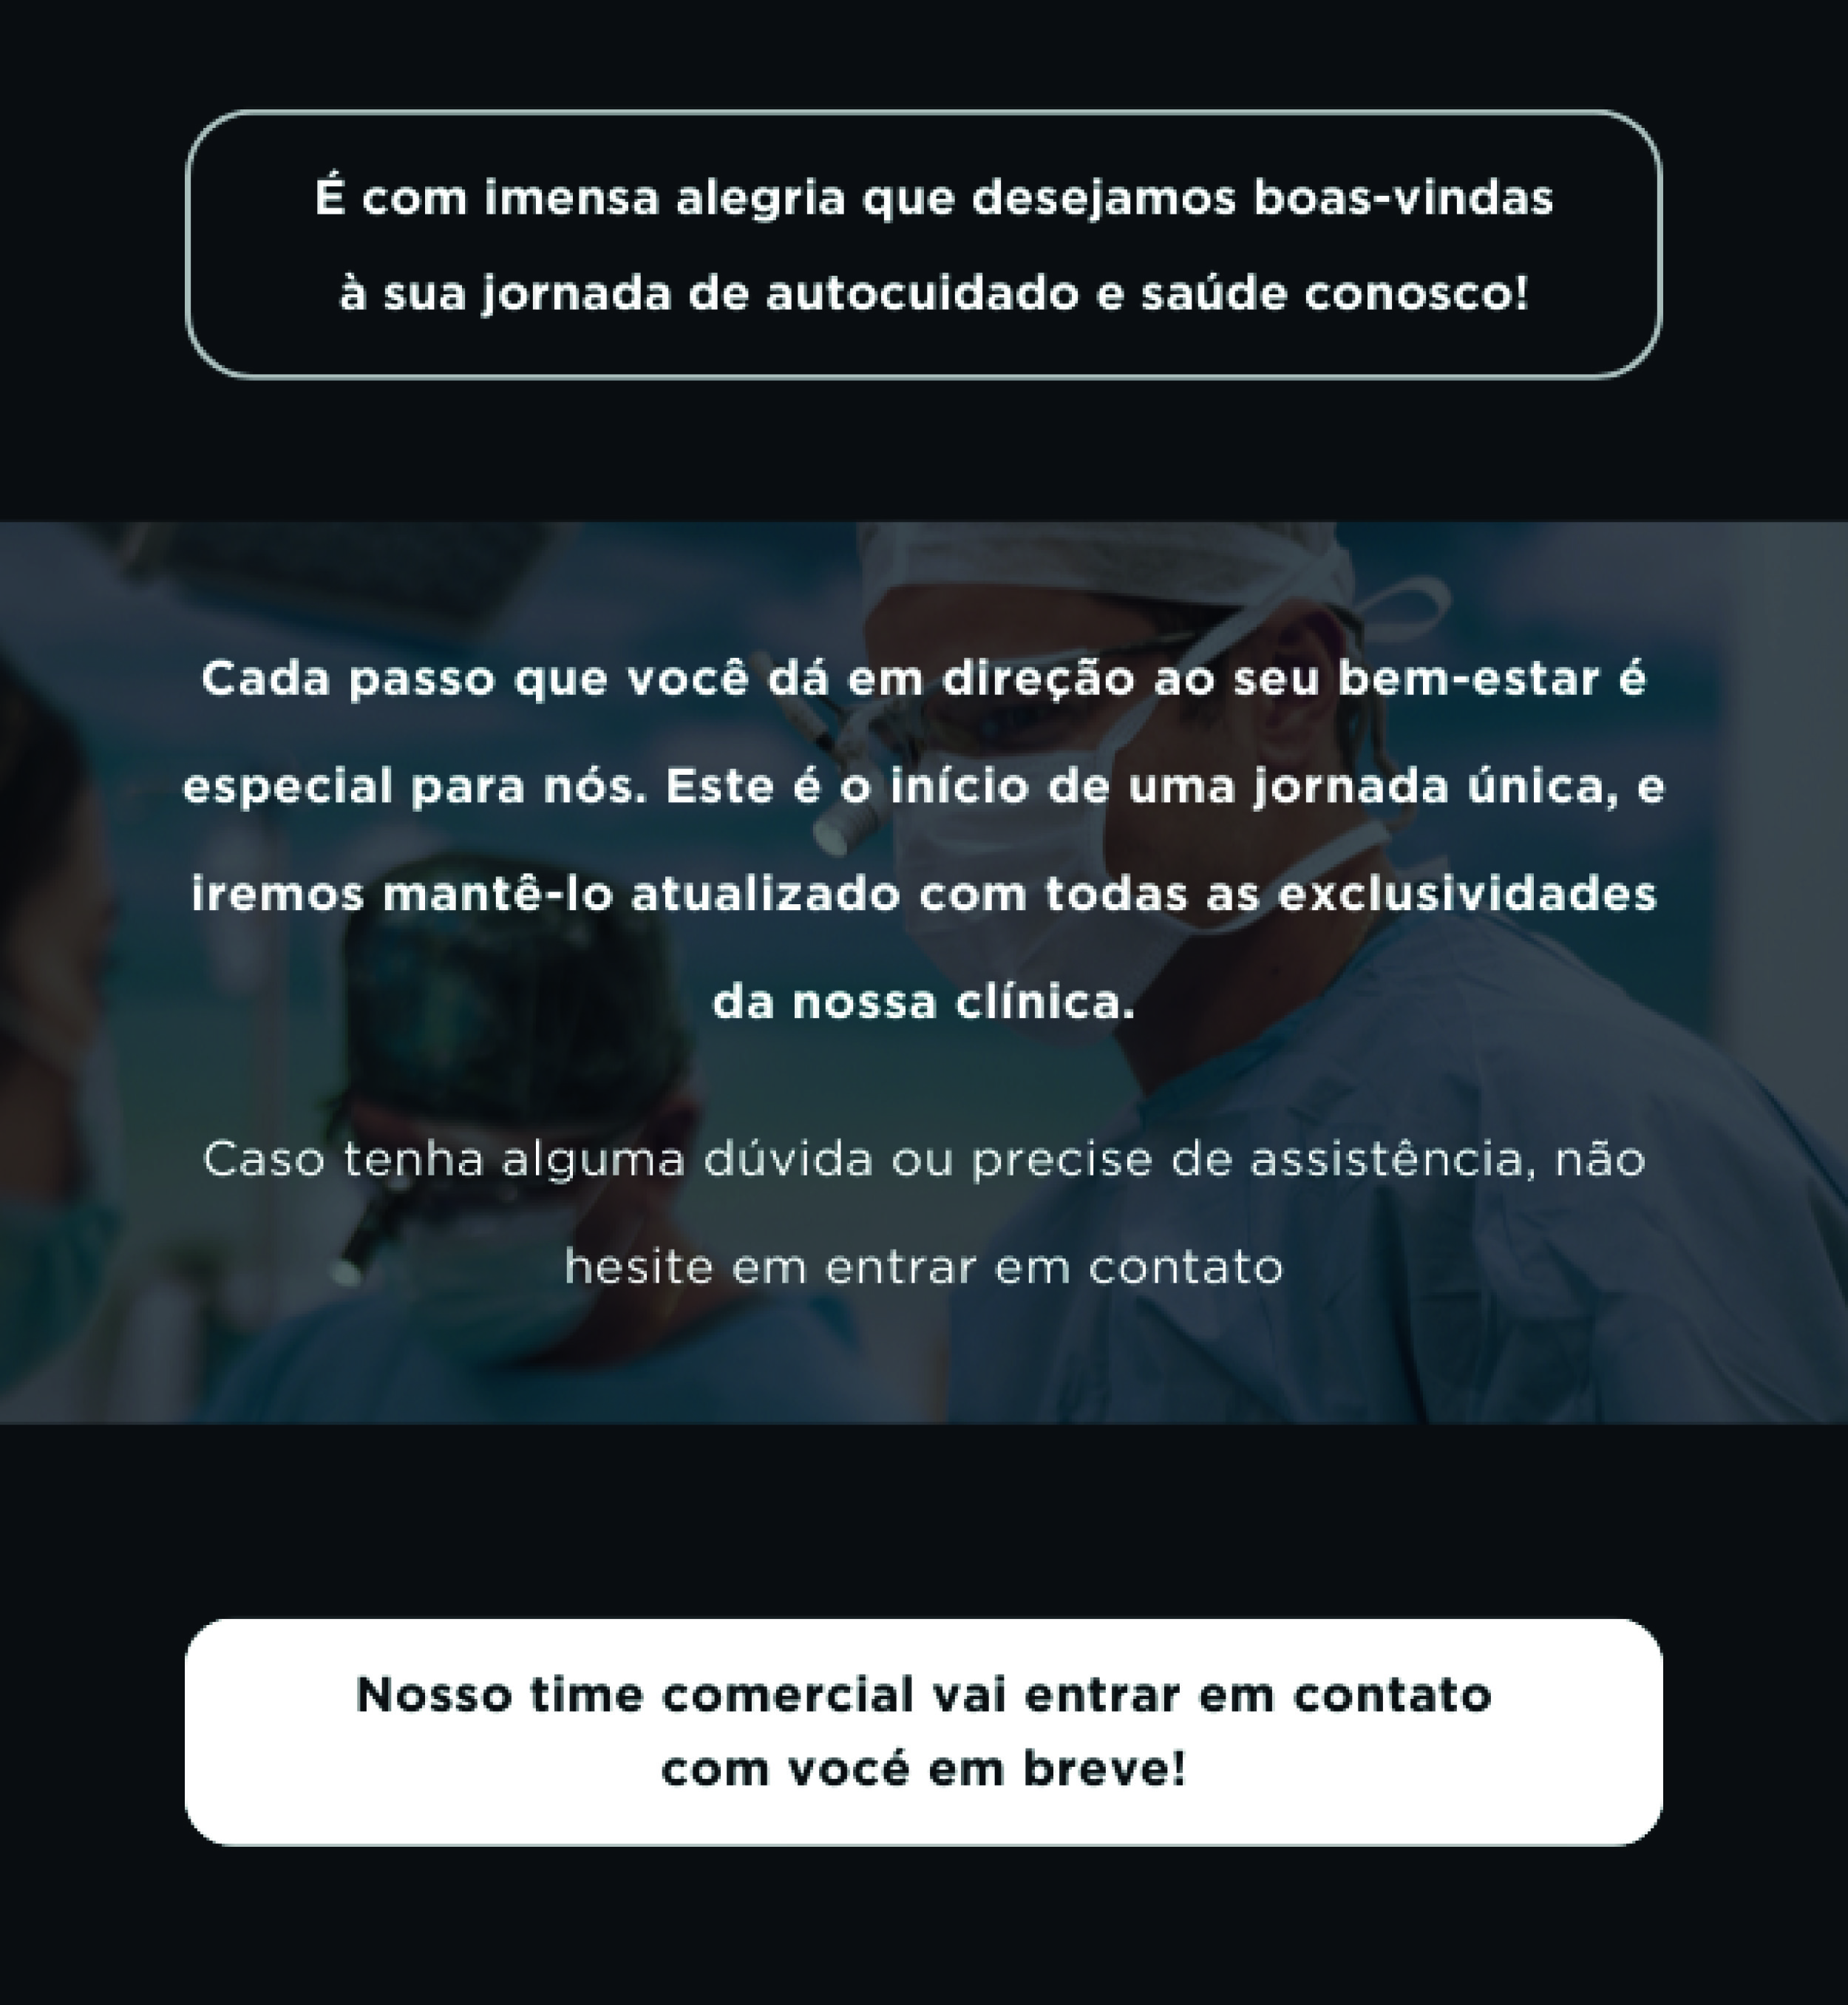 É com imensa alegria que desejamos boas-vindas
à sua jornada de autocuidado e saúde conosco!
Cada passo que você dá em direção ao seu bem-estar é
especial para nós. Este é o início de uma jornada única, e
iremos mantê-lo atualizado com todas as exclusividades
da nossa clínica.
Caso tenha alguma dúvida ou precise de assistência, não
hesite em entrar em contato
Nosso time comercial vai entrar em contato
com vocé em breve!